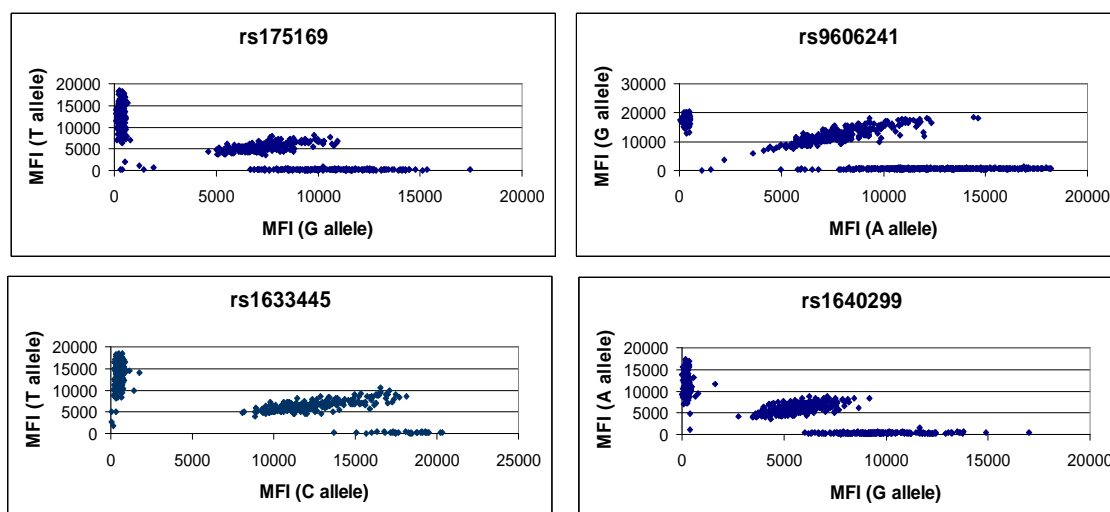 rs175169
MFI (T allele)
20000
15000
10000
5000
0
0 5000 10000 15000 20000
MFI (G allele)
rs9606241
MFI (G allele)
30000
20000
10000
0
0 5000 10000 15000 20000
MFI (A allele)
rs1633445
MFI (T allele)
20000
15000
10000
5000
0
0 5000 10000 15000 20000 25000
MFI (C allele)
rs1640299
MFI (A allele)
20000
15000
10000
5000
0
0 5000 10000 15000 20000
MFI (G allele)